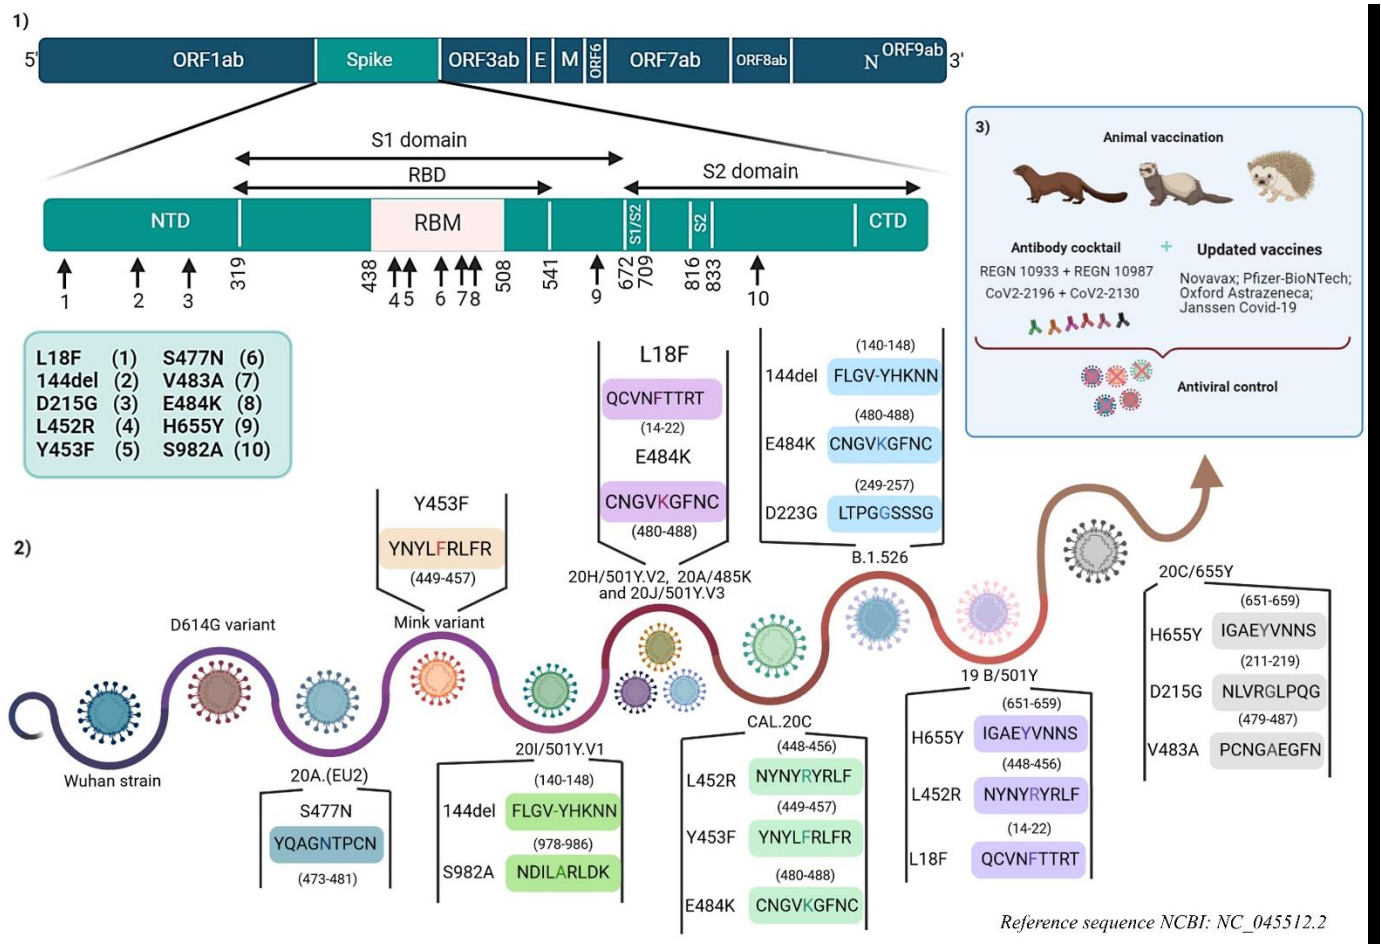 1)
5' ORF1ab Spike ORF3ab E M ORF6 ORF7ab ORF8ab N ORF9ab 3'
S1 domain
RBD
S2 domain
NTD RBM S1/S2 S2 CTD
319 438 508 541 672 709 816 833
1 2 3 4 5 6 7 8 9 10
L18F (1) S477N (6)
144del (2) V483A (7)
D215G (3) E484K (8)
L452R (4) H655Y (9)
Y453F (5) S982A (10)
3)
Animal vaccination
Antibody cocktail
REGN 10933 + REGN 10987
CoV2-2196 + CoV2-2130
+
Updated vaccines
Novavax; Pfizer-BioNTech;
Oxford Astrazeneca;
Janssen Covid-19
Antiviral control
2)
Wuhan strain
D614G variant
20A.(EU2)
S477N
YQAGNTPCN
(473-481)
Y453F
YNYLFRLFR
(449-457)
Mink variant
20I/501Y.V1
(140-148)
144del FLGV-YHKNN
(978-986)
S982A NDILARLDK
L18F
QCVNFTTRT
(14-22)
E484K
CNGVKGFNC
(480-488)
20H/501Y.V2, 20A/485K
and 20J/501Y.V3
CAL.20C
(448-456)
L452R NYNYRYRLF
(449-457)
Y453F YNYLFRLFR
(480-488)
E484K CNGVKGFNC
(140-148)
144del FLGV-YHKNN
(480-488)
E484K CNGVKGFNC
(249-257)
D223G LTPGGSSSG
B.1.526
19 B/501Y
(651-659)
H655Y IGAEYVNNS
(448-456)
L452R NYNYRYRLF
(14-22)
L18F QCVNFTTRT
20C/655Y
(651-659)
H655Y IGAEYVNNS
(211-219)
D215G NLVRGLPQG
(479-487)
V483A PCNGAEGFN
Reference sequence NCBI: NC_045512.2